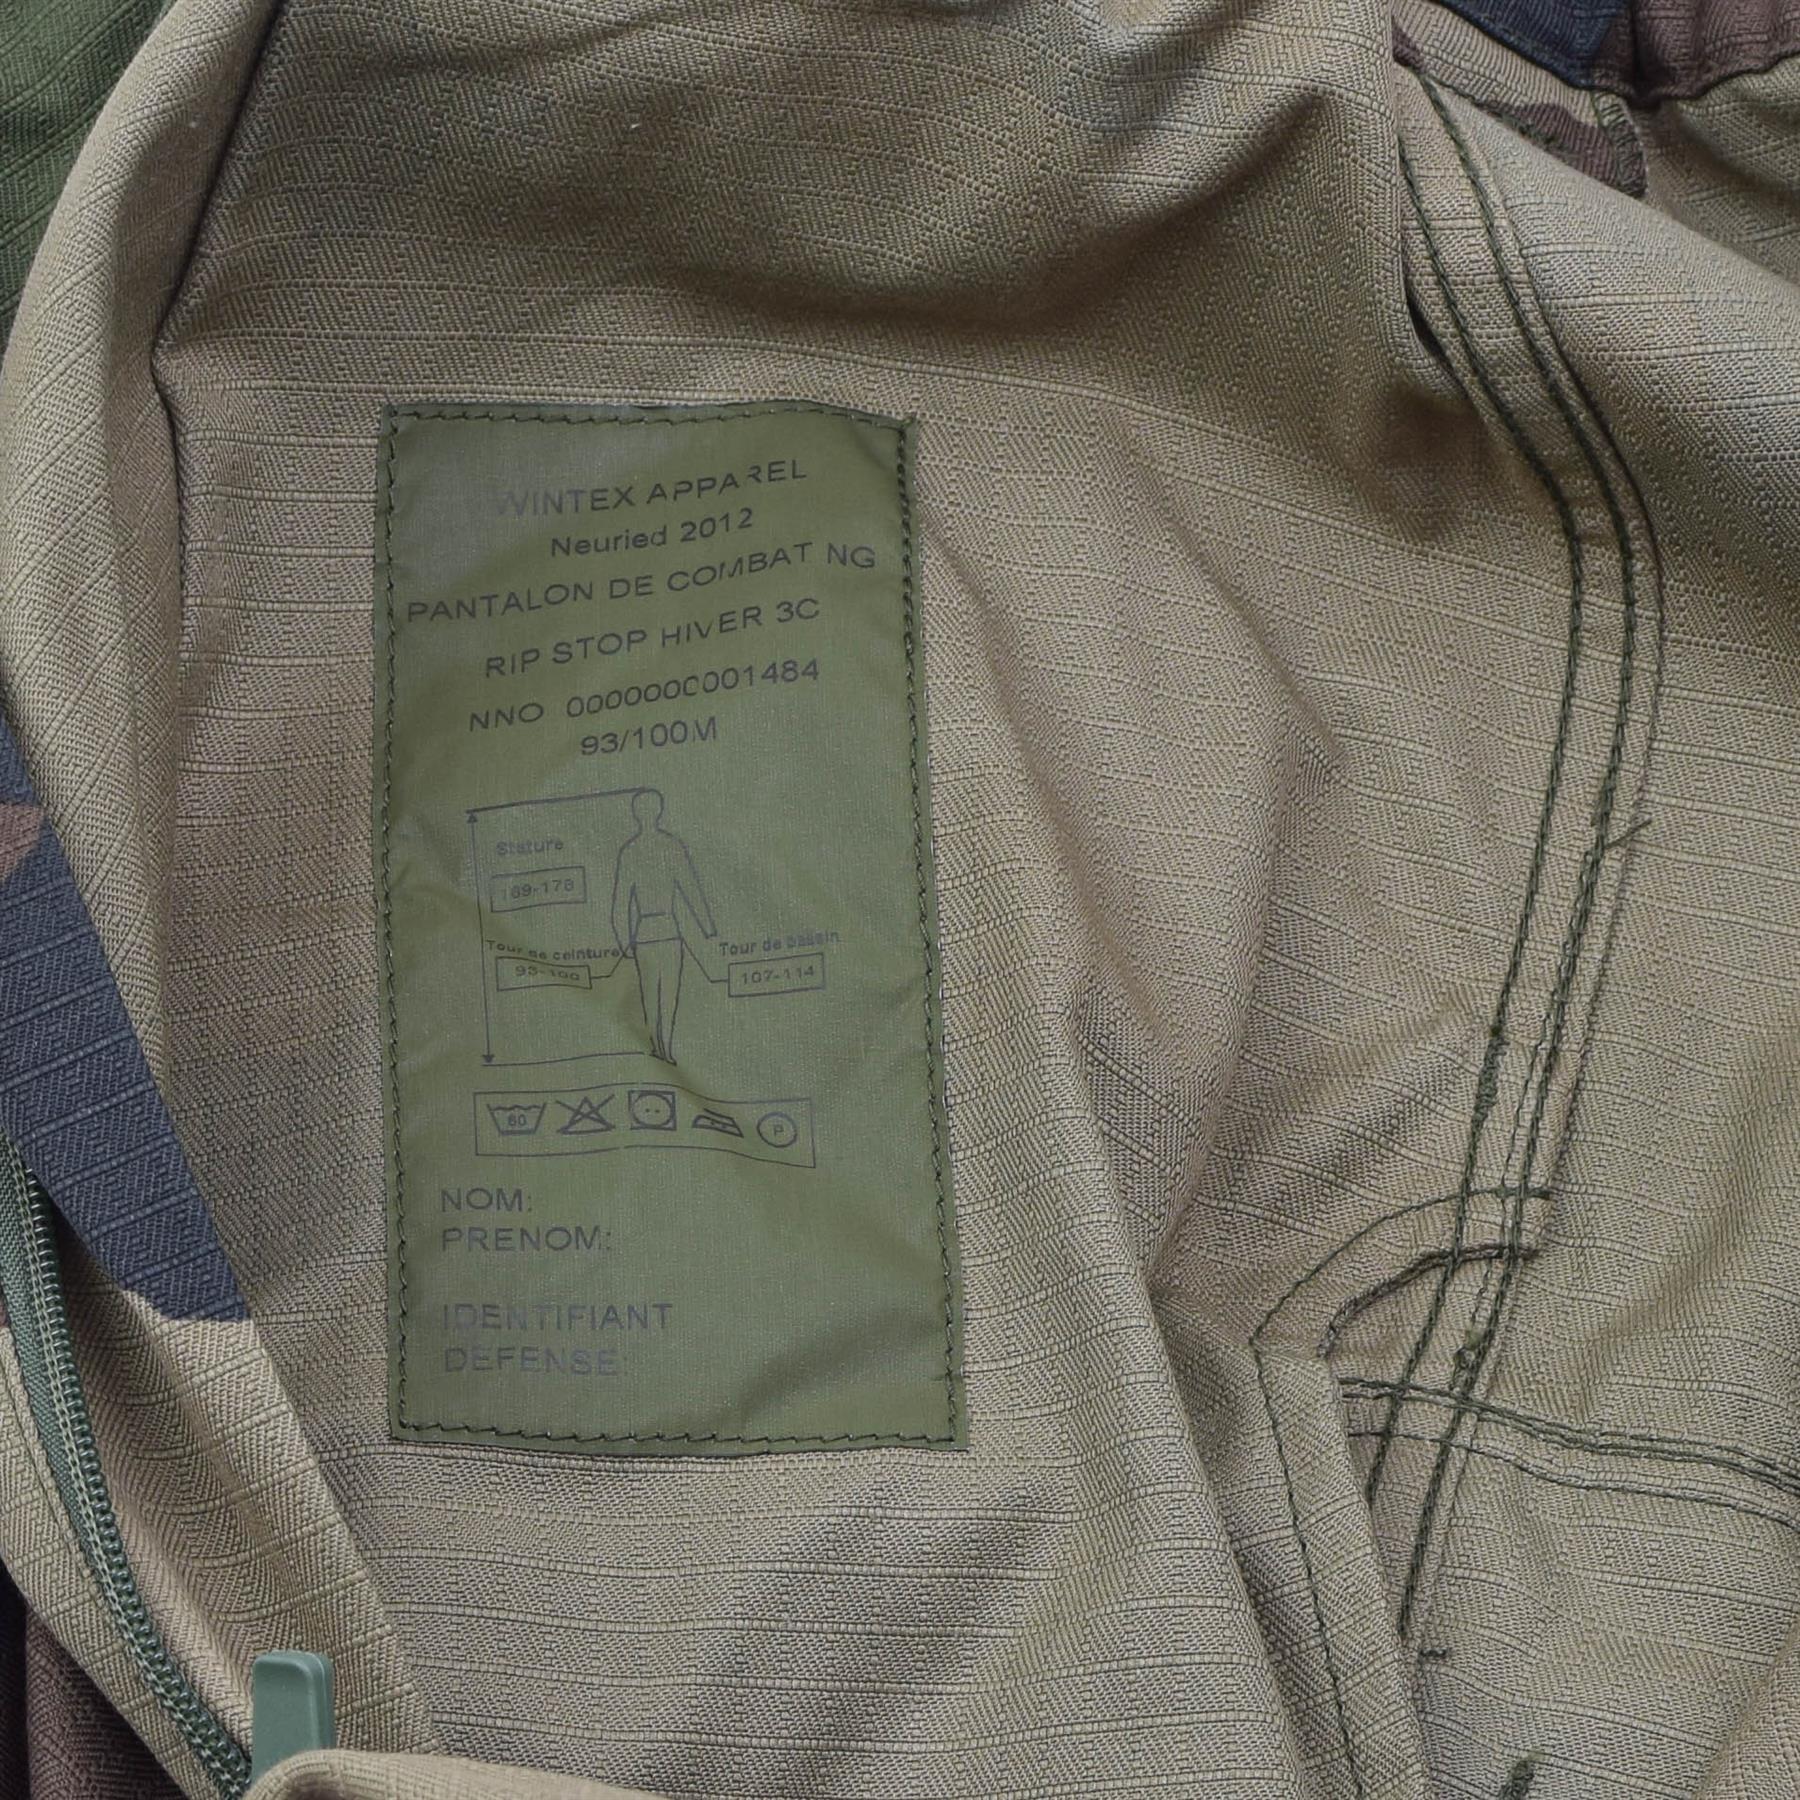 WINTEX APPAREL
Neuried 2012
PANTALON DE COMBAT NG
RIP STOP HIVER 3C
NNO 0000000001484
93/100M
Stature
169-178
Tour de ceinture
93-100
Tour de bassin
107-114
60
P
NOM:
PRENOM:
IDENTIFIANT
DEFENSE: